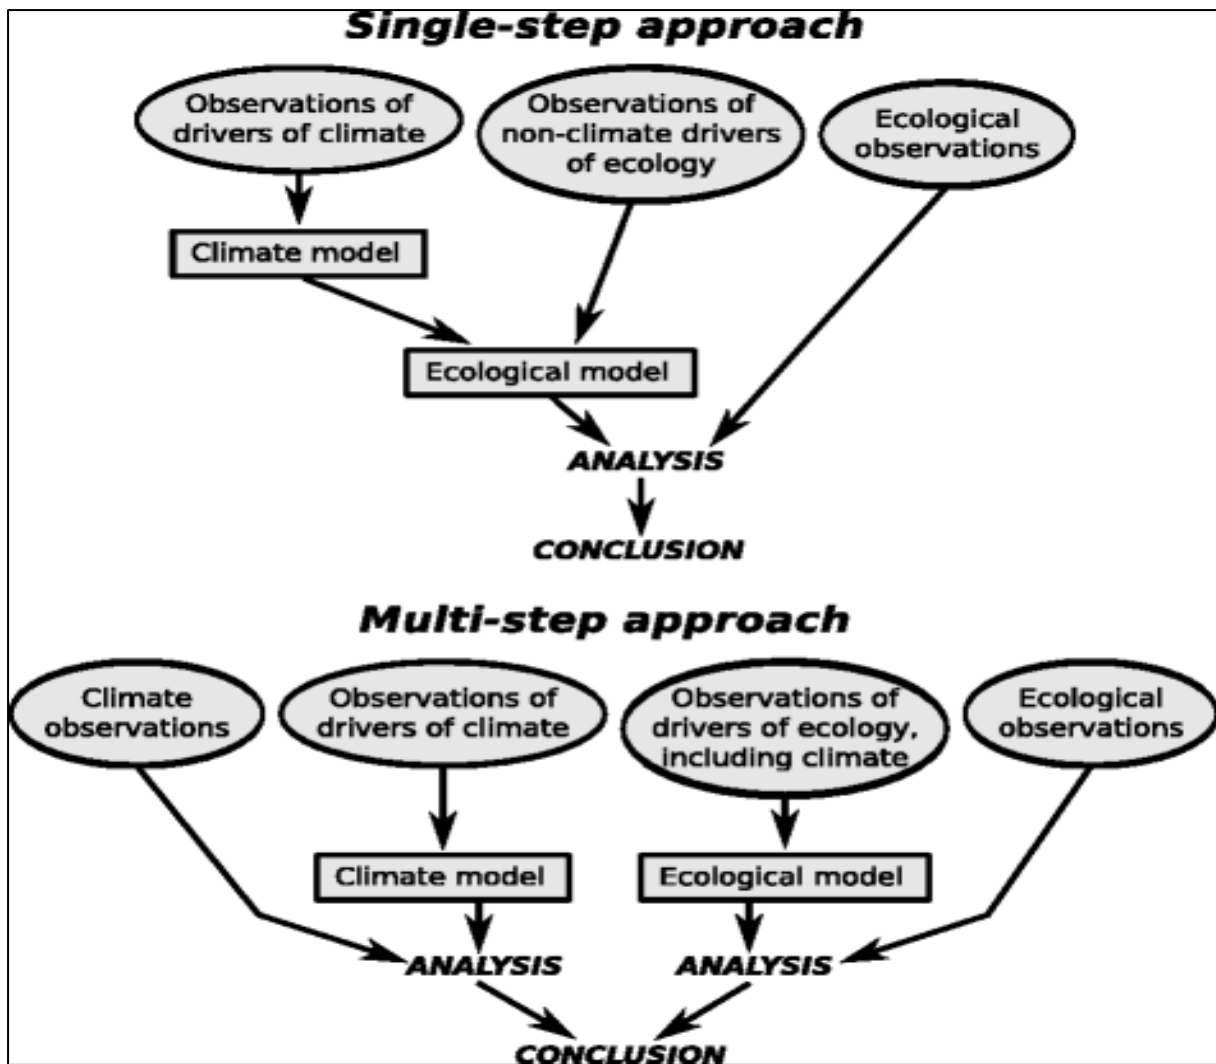 Single-step approach
Observations of
drivers of climate
Observations of
non-climate drivers
of ecology
Ecological
observations
Climate model
Ecological model
ANALYSIS
CONCLUSION
Multi-step approach
Climate
observations
Observations of
drivers of climate
Observations of
drivers of ecology,
including climate
Ecological
observations
Climate model
Ecological model
ANALYSIS
ANALYSIS
CONCLUSION